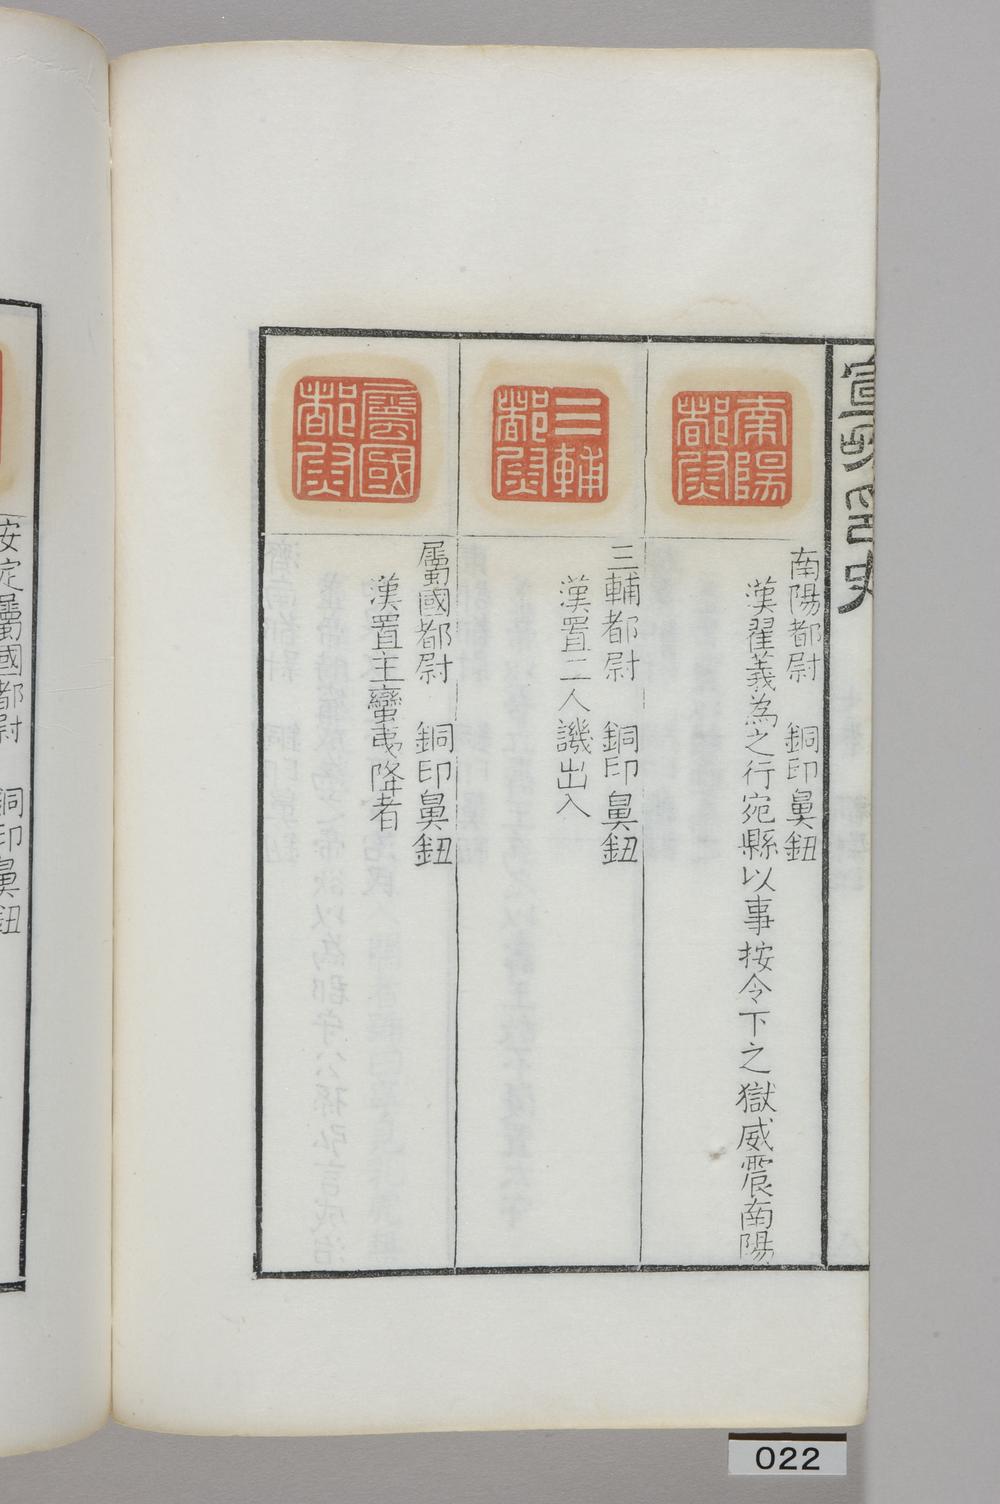 宣和印史
南陽都尉
南陽都尉　銅印鼻鈕
漢翟義為之行宛縣以事按令下之獄威震南陽
三輔都尉
三輔都尉　銅印鼻鈕
漢置二人譏出入
屬國都尉
屬國都尉　銅印鼻鈕
漢置主蠻夷降者
安定屬國都尉　銅印鼻鈕
022